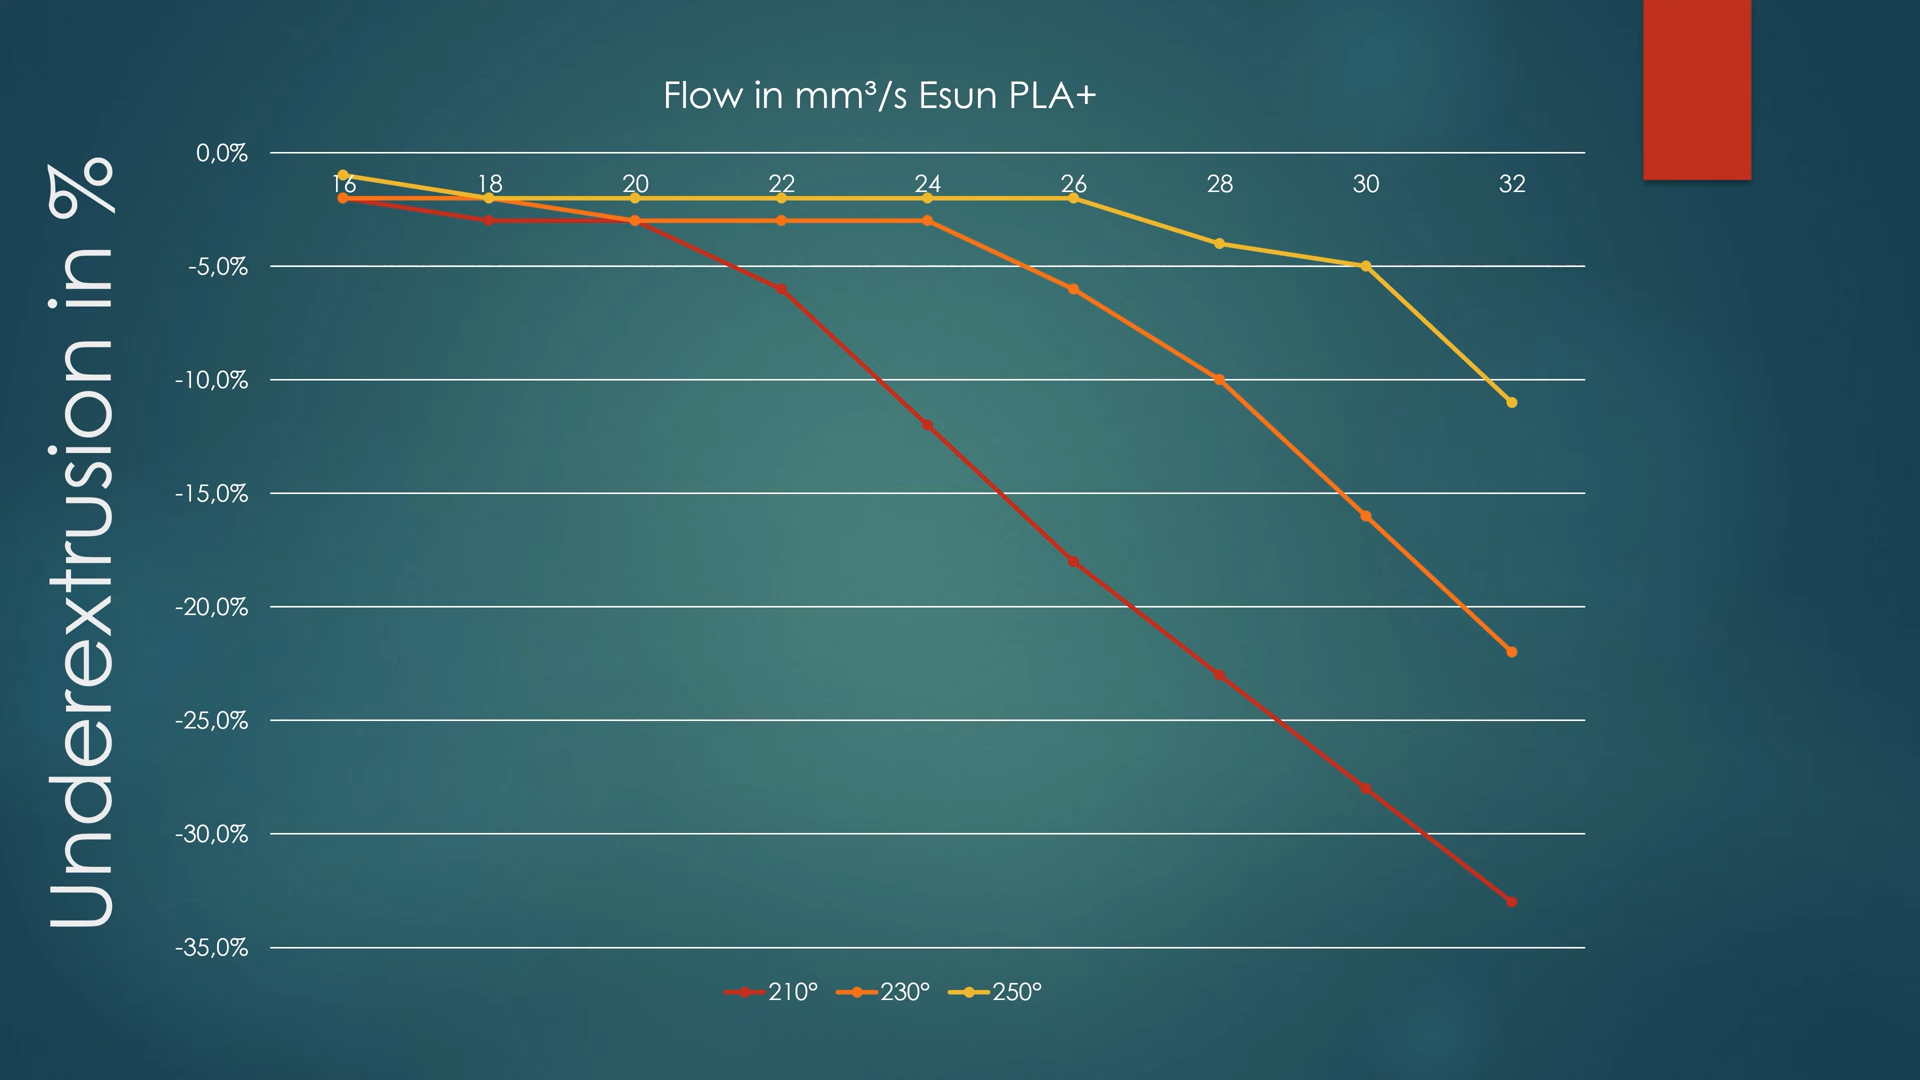 Flow in mm³/s Esun PLA+
Underextrusion in %
0,0%
16 18 20 22 24 26 28 30 32
-5,0%
-10,0%
-15,0%
-20,0%
-25,0%
-30,0%
-35,0%
210° 230° 250°